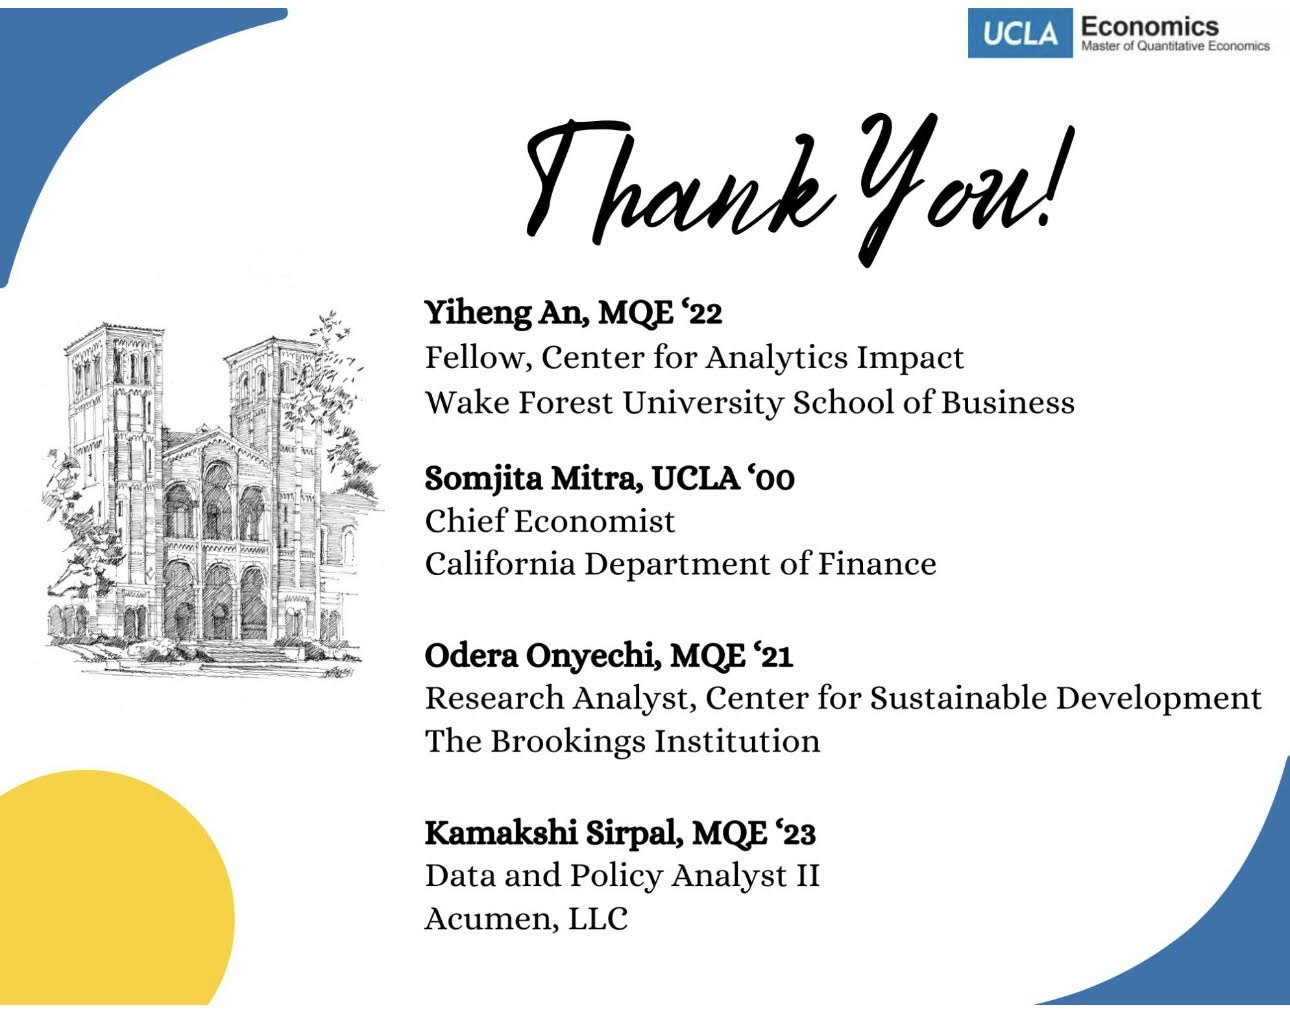 UCLA Economics
Master of Quantitative Economics
Thank You!
Yiheng An, MQE ‘22
Fellow, Center for Analytics Impact
Wake Forest University School of Business
Somjita Mitra, UCLA ‘00
Chief Economist
California Department of Finance
Odera Onyechi, MQE ‘21
Research Analyst, Center for Sustainable Development
The Brookings Institution
Kamakshi Sirpal, MQE ‘23
Data and Policy Analyst II
Acumen, LLC